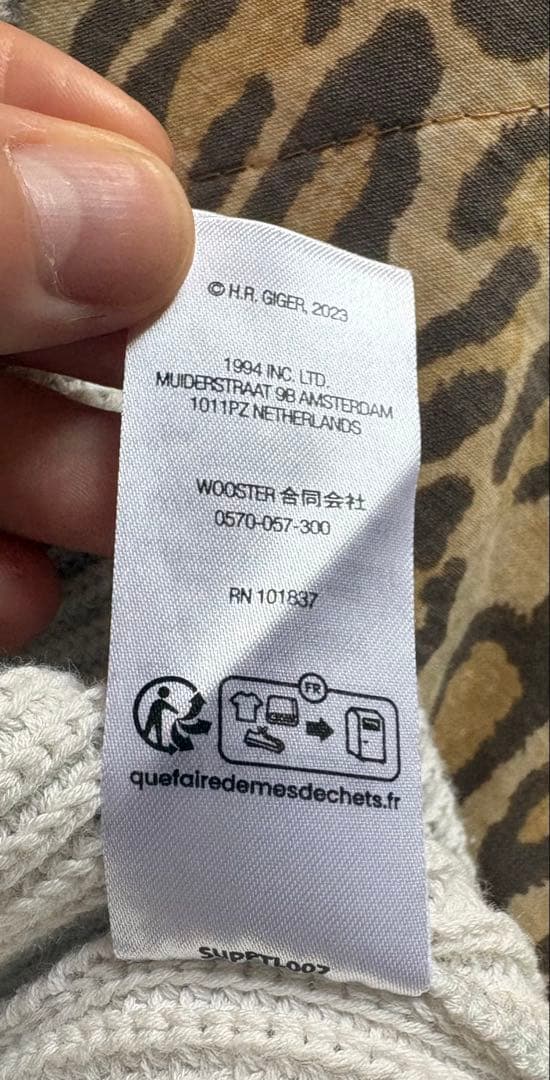 © H.R. GIGER, 2023
1994 INC. LTD.
MUIDERSTRAAT 9B AMSTERDAM
1011PZ NETHERLANDS
WOOSTER 合同会社
0570-057-300
RN 101837
FR
quefairedemesdechets.fr
SUPPTL007